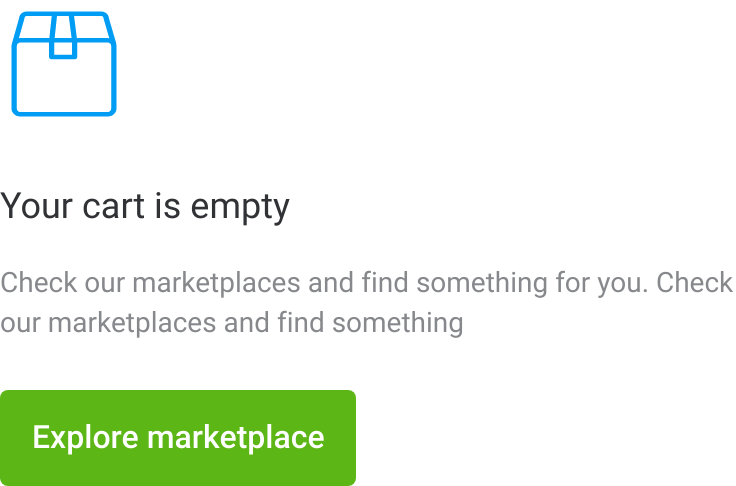 Your cart is empty
Check our marketplaces and find something for you. Check
our marketplaces and find something
Explore marketplace